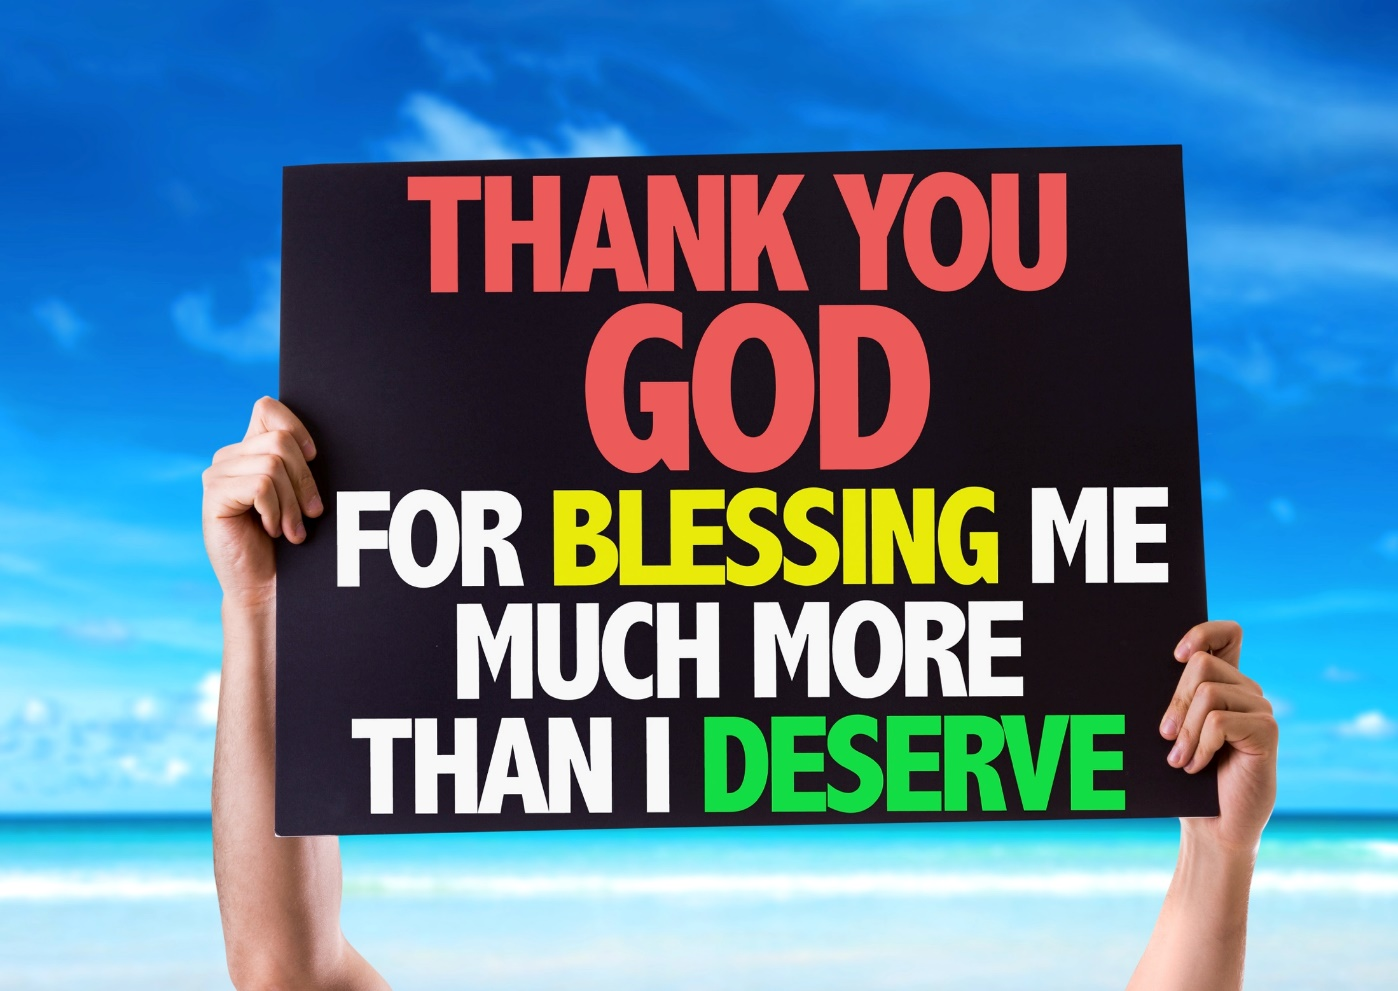 THANK YOU
GOD
FOR BLESSING ME
MUCH MORE
THAN I DESERVE